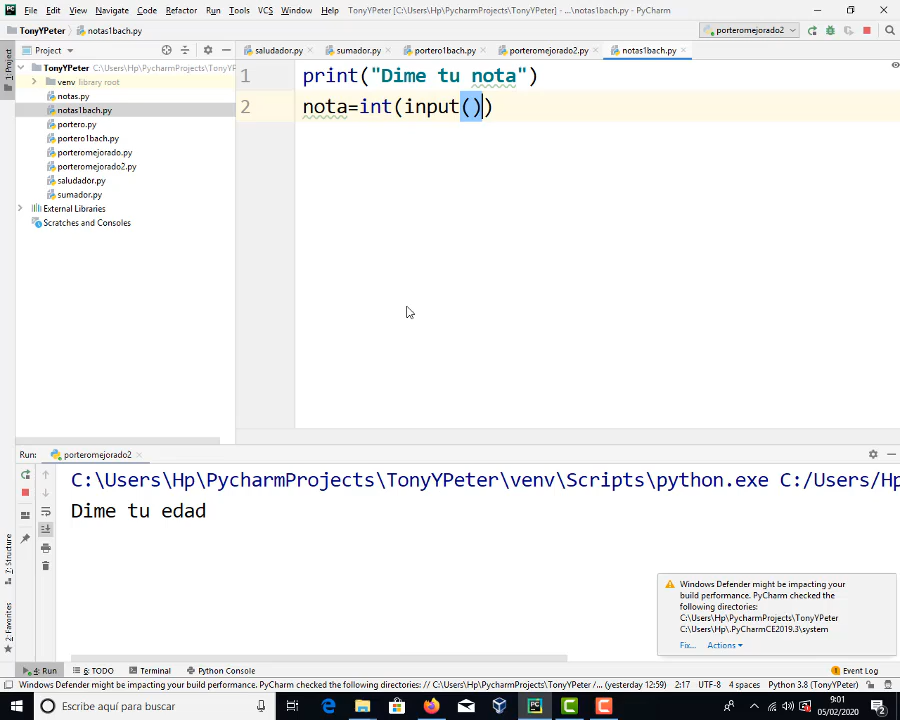 File Edit View Navigate Code Refactor Run Tools VCS Window Help TonyYPeter [C:\Users\Hp\PycharmProjects\TonyYPeter] - ...\notas1bach.py - PyCharm
TonyYPeter notas1bach.py porteromejorado2
Project saludador.py sumador.py portero1bach.py porteromejorado2.py notas1bach.py
1: Project
TonyYPeter C:\Users\Hp\PycharmProjects\TonyYP
venv library root
notas.py
notas1bach.py
portero.py
portero1bach.py
porteromejorado.py
porteromejorado2.py
saludador.py
sumador.py
External Libraries
Scratches and Consoles
1 print("Dime tu nota")
2 nota=int(input())
Run: porteromejorado2
C:\Users\Hp\PycharmProjects\TonyYPeter\venv\Scripts\python.exe C:/Users/Hp
Dime tu edad
7: Structure
2: Favorites
Windows Defender might be impacting your
build performance. PyCharm checked the
following directories:
C:\Users\Hp\PycharmProjects\TonyYPeter
C:\Users\Hp\.PyCharmCE2019.3\system
Fix... Actions
4: Run 6: TODO Terminal Python Console Event Log
Windows Defender might be impacting your build performance. PyCharm checked the following directories: // C:\Users\Hp\PycharmProjects\TonyYPeter /... (yesterday 12:59) 2:17 UTF-8 4 spaces Python 3.8 (TonyYPeter)
Escribe aquí para buscar
9:01
05/02/2020
2